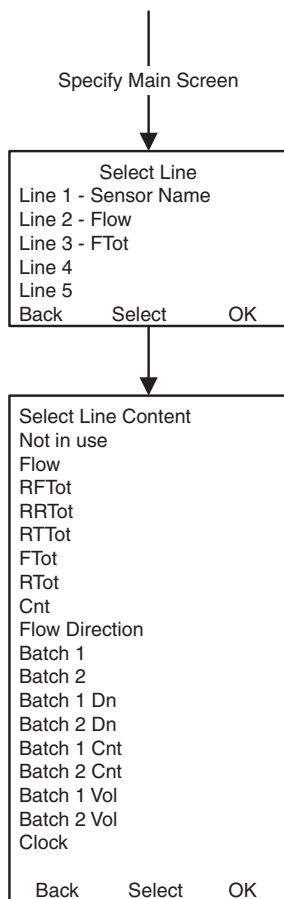 Specify Main Screen
Select Line
Line 1 - Sensor Name
Line 2 - Flow
Line 3 - FTot
Line 4
Line 5
Back Select OK
Select Line Content
Not in use
Flow
RFTot
RRTot
RTTot
FTot
RTot
Cnt
Flow Direction
Batch 1
Batch 2
Batch 1 Dn
Batch 2 Dn
Batch 1 Cnt
Batch 2 Cnt
Batch 1 Vol
Batch 2 Vol
Clock
Back Select OK